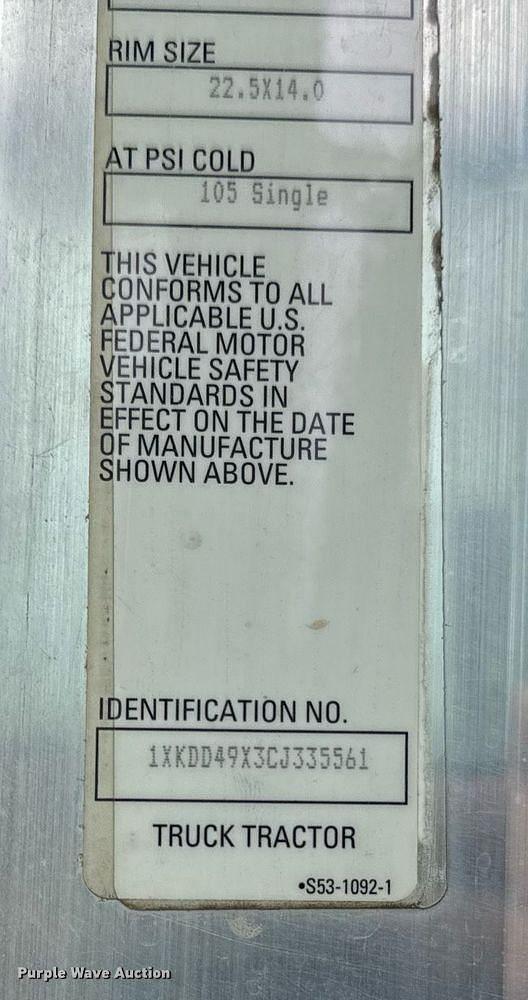 RIM SIZE
22.5X14.0
AT PSI COLD
105 Single
THIS VEHICLE
CONFORMS TO ALL
APPLICABLE U.S.
FEDERAL MOTOR
VEHICLE SAFETY
STANDARDS IN
EFFECT ON THE DATE
OF MANUFACTURE
SHOWN ABOVE.
IDENTIFICATION NO.
1XKDD49X3CJ335561
TRUCK TRACTOR
•S53-1092-1
Purple Wave Auction